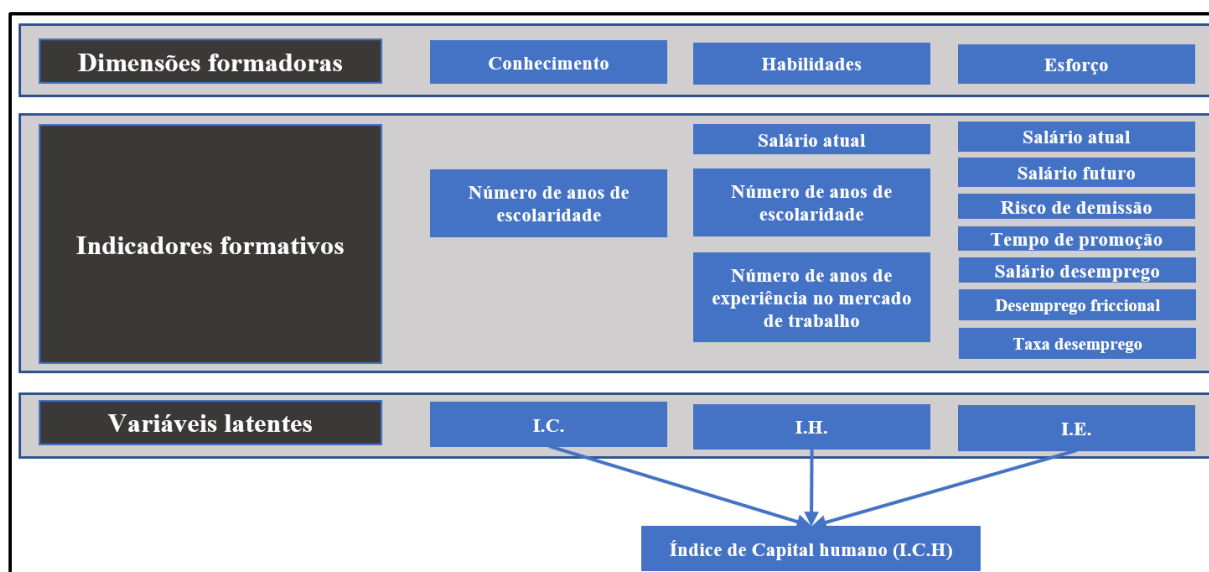 Dimensões formadoras
Conhecimento
Habilidades
Esforço
Indicadores formativos
Número de anos de
escolaridade
Salário atual
Número de anos de
escolaridade
Número de anos de
experiência no mercado
de trabalho
Salário atual
Salário futuro
Risco de demissão
Tempo de promoção
Salário desemprego
Desemprego friccional
Taxa desemprego
Variáveis latentes
I.C.
I.H.
I.E.
Índice de Capital humano (I.C.H)